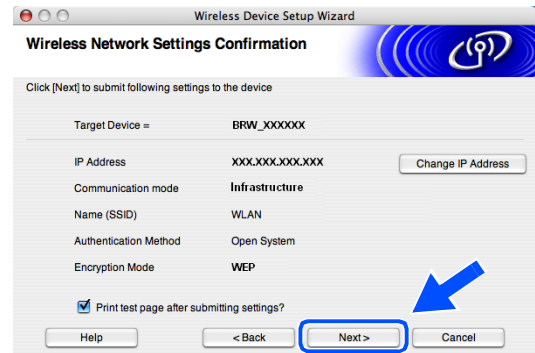 Wireless Device Setup Wizard
Wireless Network Settings Confirmation
Click [Next] to submit following settings to the device
Target Device = BRW_XXXXXX
IP Address XXX.XXX.XXX.XXX Change IP Address
Communication mode Infrastructure
Name (SSID) WLAN
Authentication Method Open System
Encryption Mode WEP
Print test page after submitting settings?
Help < Back Next > Cancel